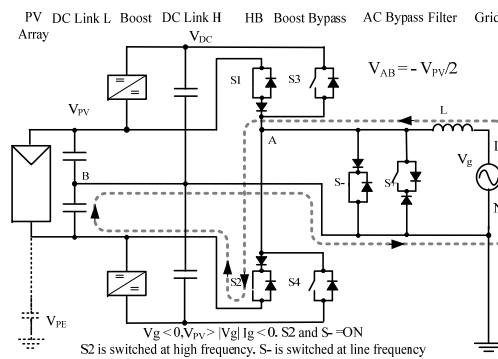 PV Array DC Link L Boost DC Link H HB Boost Bypass AC Bypass Filter Grid
V_DC
S1 S3
V_AB = - V_PV/2
V_PV
L
A
B
V_g
S- S+
N
S2 S4
V_PE
Vg < 0,V_PV > |Vg| Ig < 0. S2 and S- =ON
S2 is switched at high frequency. S- is switched at line frequency